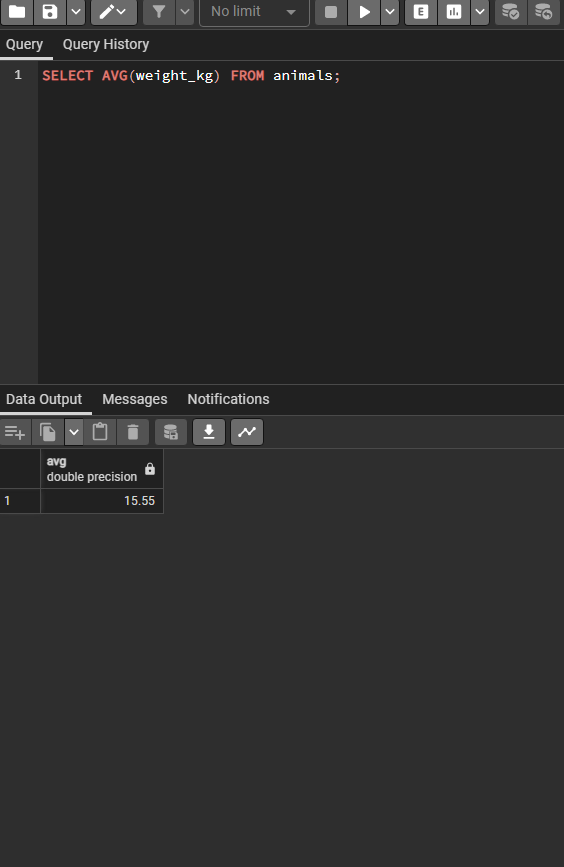 No limit
E
Query Query History
1 SELECT AVG(weight_kg) FROM animals;
Data Output Messages Notifications
avg
double precision
1 15.55